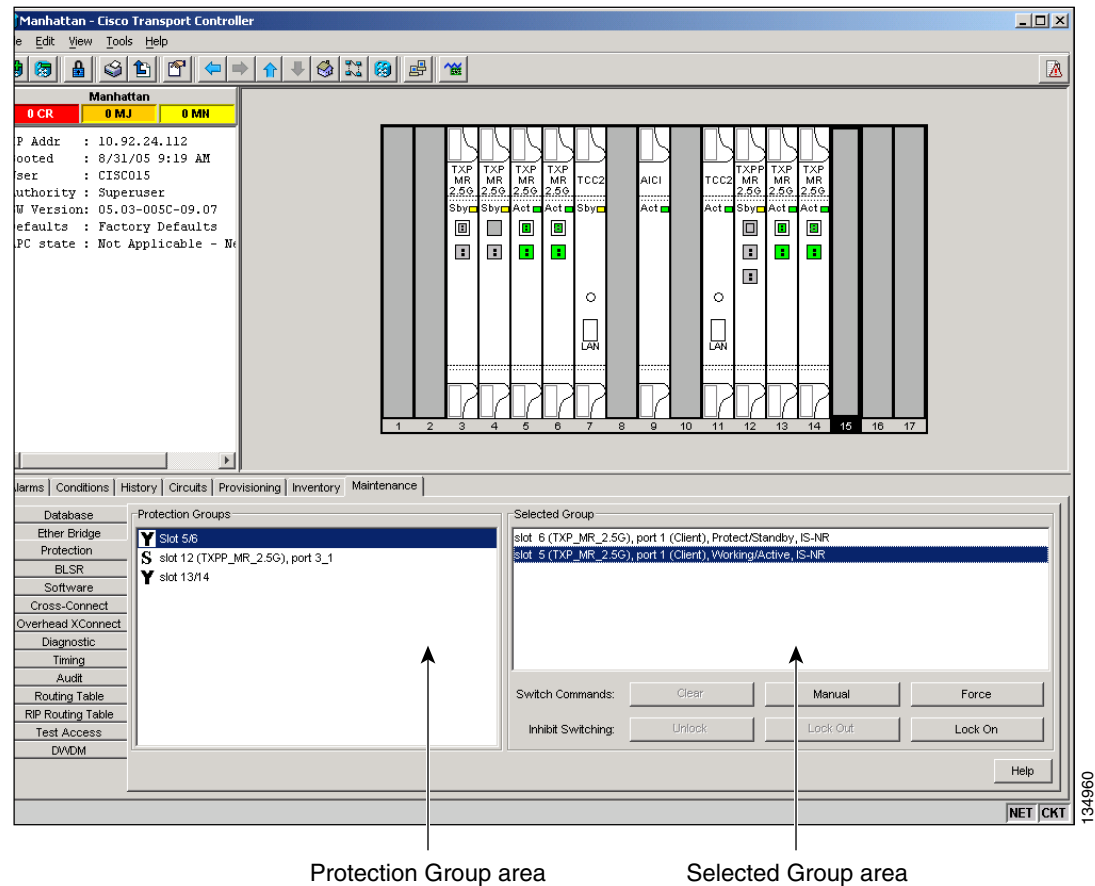 Manhattan - Cisco Transport Controller
e Edit View Tools Help
Manhattan
0 CR 0 MJ 0 MN
P Addr : 10.92.24.112
ooted : 8/31/05 9:19 AM
ser : CISCO15
uthority : Superuser
W Version: 05.03-005C-09.07
efaults : Factory Defaults
PC state : Not Applicable - Ne
TXP MR 2.5G Sby
TXP MR 2.5G Sby
TXP MR 2.5G Act
TXP MR 2.5G Act
TCC2 Sby LAN
AICI Act
TCC2 Act LAN
TXPP MR 2.5G Sby
TXP MR 2.5G Act
TXP MR 2.5G Act
1 2 3 4 5 6 7 8 9 10 11 12 13 14 15 16 17
larms Conditions History Circuits Provisioning Inventory Maintenance
Database
Ether Bridge
Protection
BLSR
Software
Cross-Connect
Overhead XConnect
Diagnostic
Timing
Audit
Routing Table
RIP Routing Table
Test Access
DWDM
Protection Groups
Y Slot 5/6
S slot 12 (TXPP_MR_2.5G), port 3_1
Y slot 13/14
Selected Group
slot 6 (TXP_MR_2.5G), port 1 (Client), Protect/Standby, IS-NR
slot 5 (TXP_MR_2.5G), port 1 (Client), Working/Active, IS-NR
Switch Commands: Clear Manual Force
Inhibit Switching: Unlock Lock Out Lock On
Help
NET CKT
134960
Protection Group area
Selected Group area